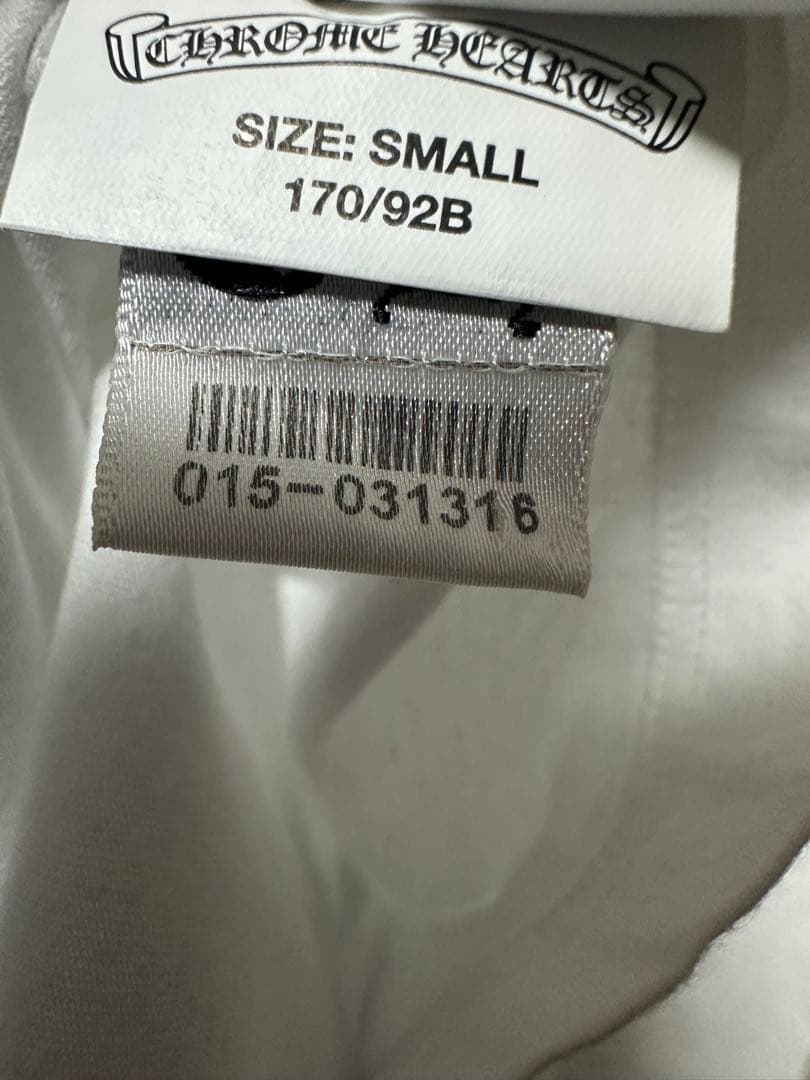 CHROME HEARTS
SIZE: SMALL
170/92B
015-031316